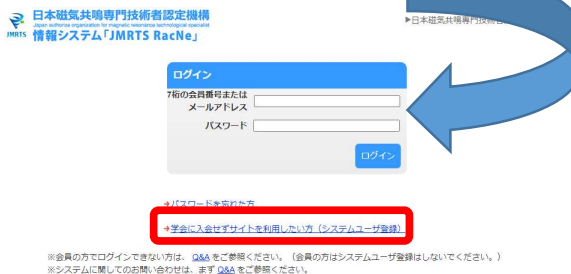 日本磁気共鳴専門技術者認定機構
Japan authorize organization for magnetic resonance technological specialist
JMRTS 情報システム「JMRTS RacNe」
▶日本磁気共鳴専門技術
ログイン
7桁の会員番号または
メールアドレス
パスワード
ログイン
➔パスワードを忘れた方
➔学会に入会せずサイトを利用したい方（システムユーザ登録）
※会員の方でログインできない方は、 Q&A をご参照ください。（会員の方はシステムユーザ登録はしないでください。）
※システムに関してのお問い合わせは、まず Q&A をご参照ください。